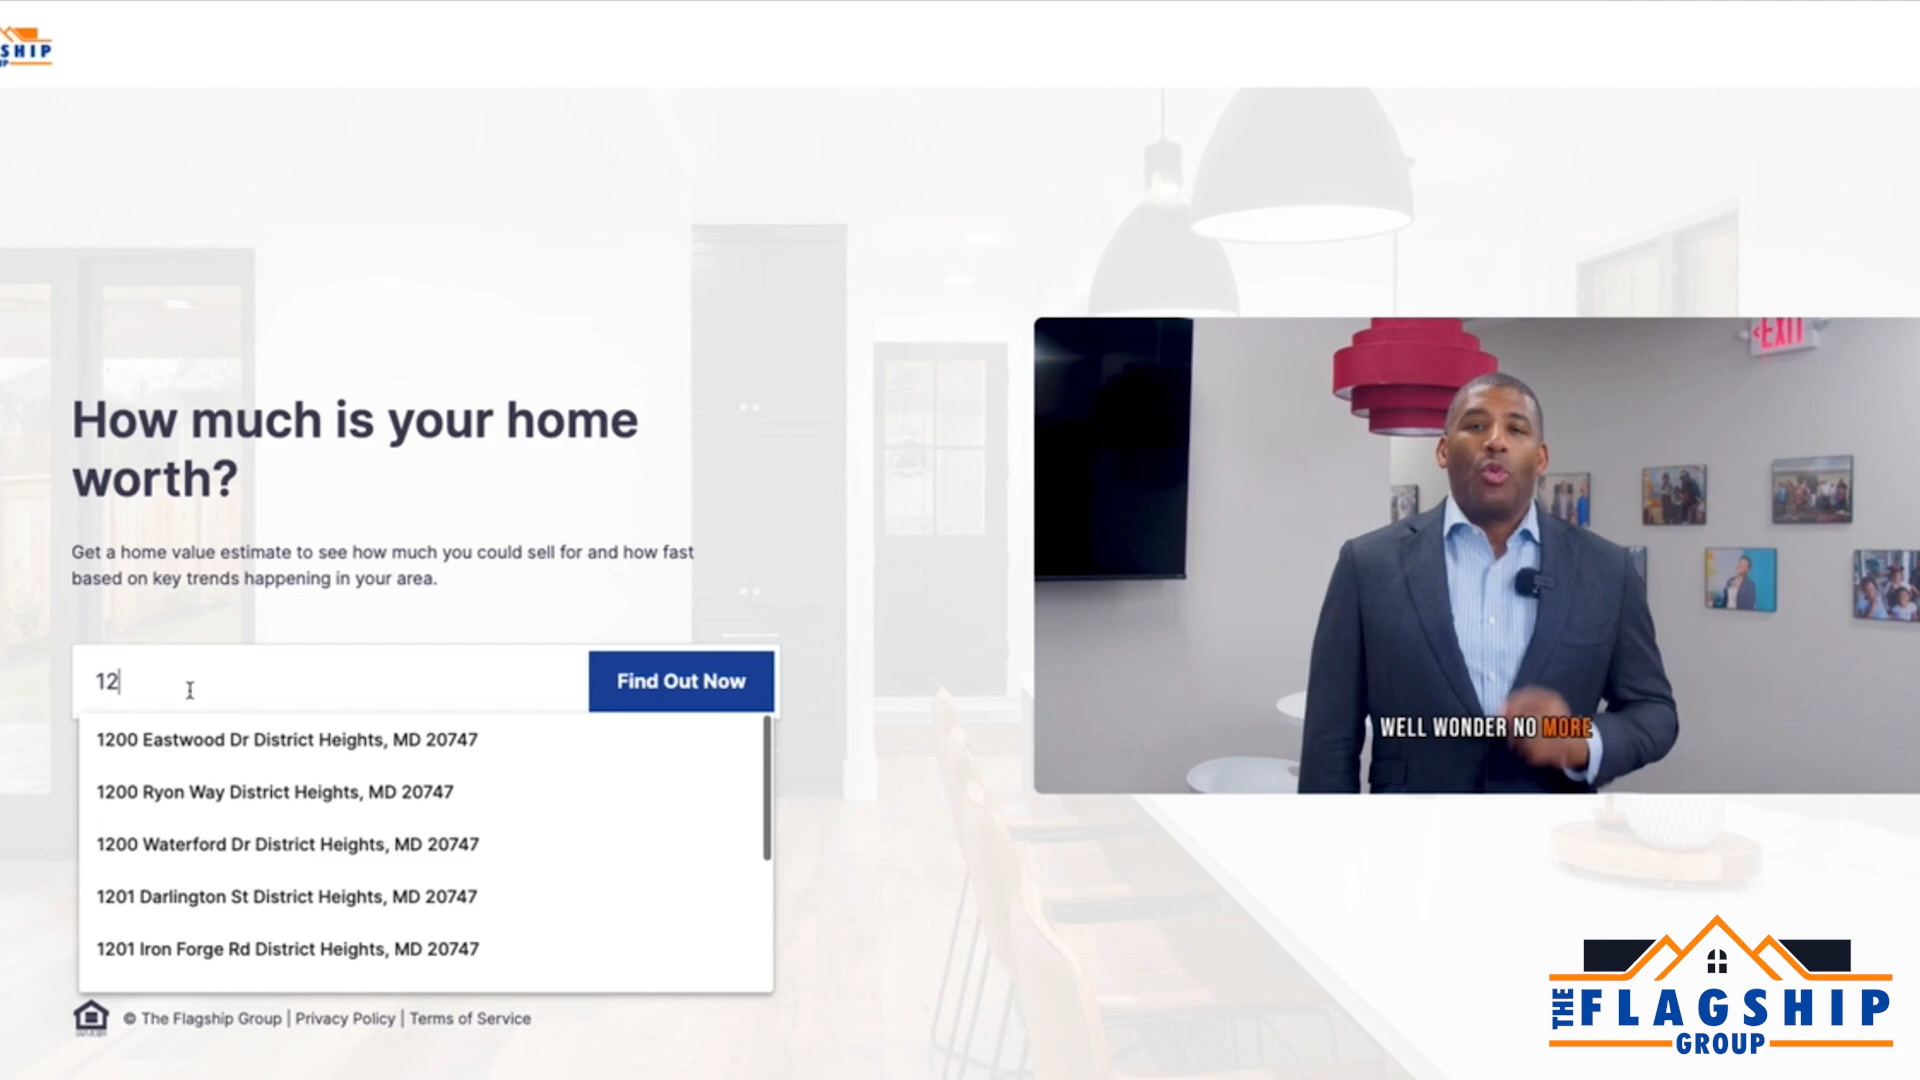 SHIP
UP
EXIT
How much is your home
worth?
Get a home value estimate to see how much you could sell for and how fast
based on key trends happening in your area.
12
Find Out Now
WELL WONDER NO MORE
1200 Eastwood Dr District Heights, MD 20747
1200 Ryon Way District Heights, MD 20747
1200 Waterford Dr District Heights, MD 20747
1201 Darlington St District Heights, MD 20747
1201 Iron Forge Rd District Heights, MD 20747
© The Flagship Group | Privacy Policy | Terms of Service
THE FLAGSHIP
GROUP